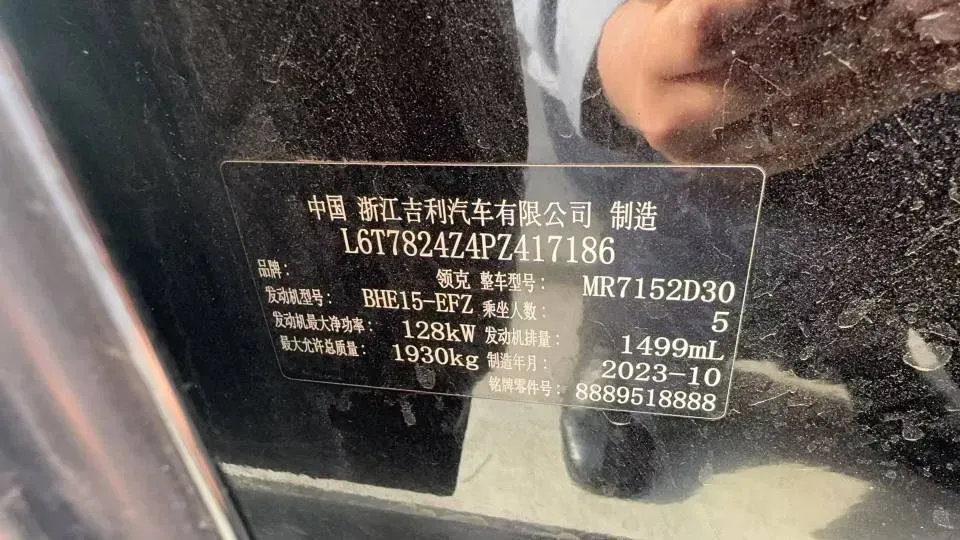 中国 浙江吉利汽车有限公司 制造
L6T7824Z4PZ417186
品牌: 领克 整车型号: MR7152D30
发动机型号: BHE15-EFZ 乘坐人数: 5
发动机最大净功率: 128kW 发动机排量: 1499mL
最大允许总质量: 1930kg 制造年月: 2023-10
铭牌零件号: 8889518888